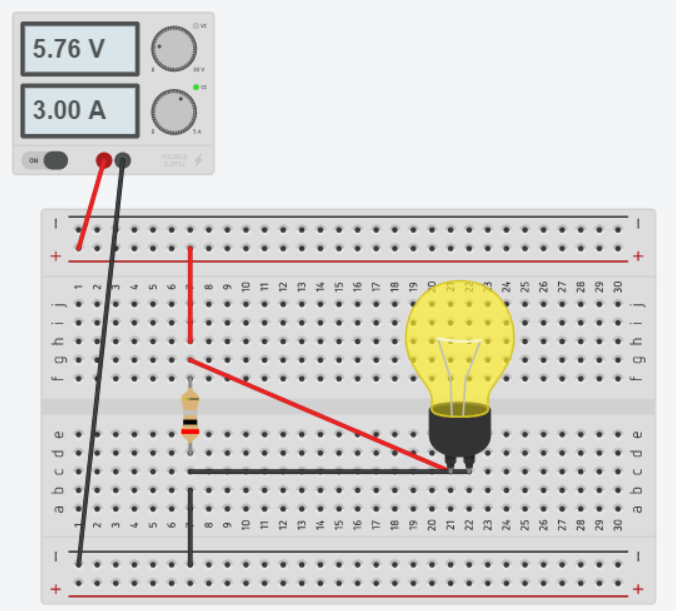 5.76 V
0
30 V
3.00 A
0
5 A
ON
VOLTAGE
SUPPLY
−
+
−
+
1 2 3 4 5 6 7 8 9 10 11 12 13 14 15 16 17 18 19 20 21 22 23 24 25 26 27 28 29 30
j j
i i
h h
g g
f f
e e
d d
c c
b b
a a
1 2 3 4 5 6 7 8 9 10 11 12 13 14 15 16 17 18 19 20 21 22 23 24 25 26 27 28 29 30
−
+
−
+